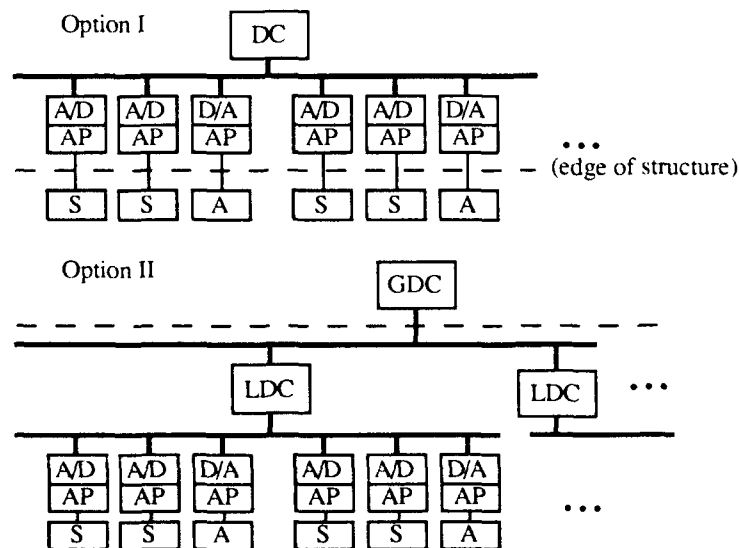 Option I
DC
A/D A/D D/A A/D A/D D/A
AP AP AP AP AP AP
...
(edge of structure)
S S A S S A
Option II
GDC
LDC LDC ...
A/D A/D D/A A/D A/D D/A
AP AP AP AP AP AP
...
S S A S S A